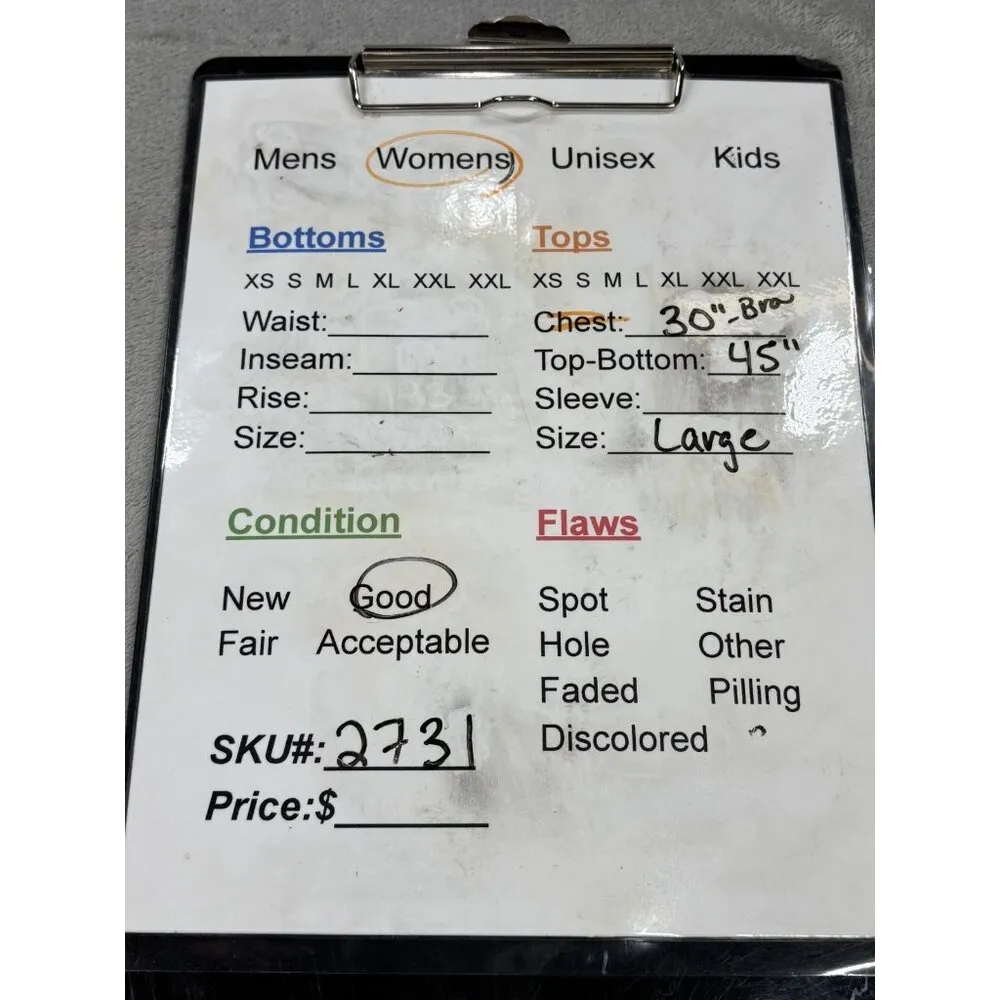 Mens Womens Unisex Kids
Bottoms
XS S M L XL XXL XXL
Waist:
Inseam:
Rise:
Size:
Tops
XS S M L XL XXL XXL
Chest: 30"-Bra
Top-Bottom: 45"
Sleeve:
Size: Large
Condition
New Good
Fair Acceptable
Flaws
Spot Stain
Hole Other
Faded Pilling
Discolored
SKU#: 2731
Price:$